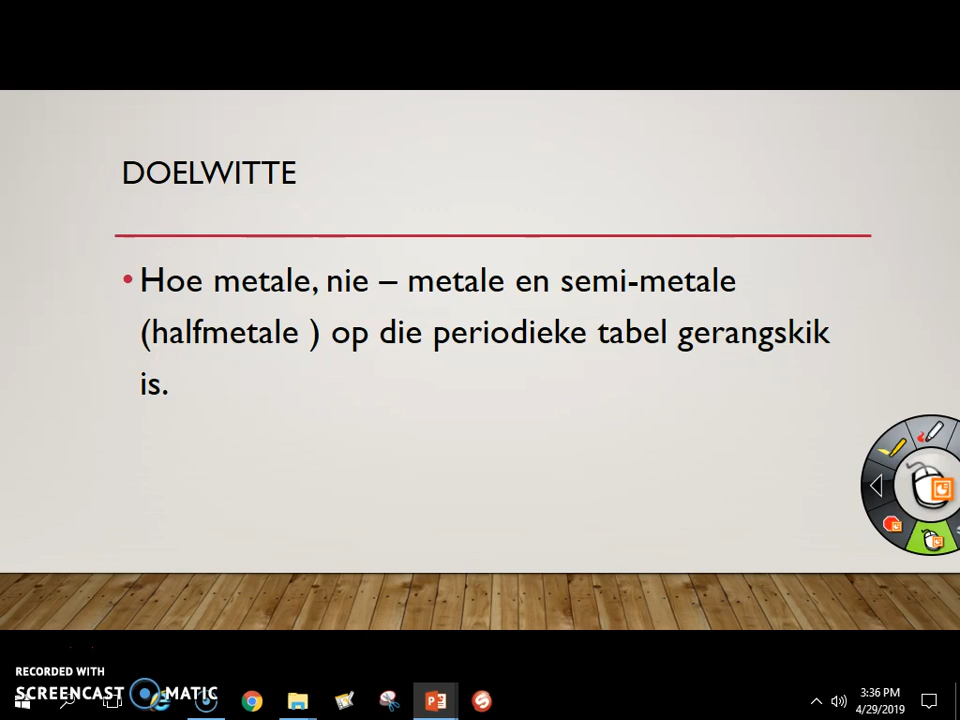 DOELWITTE
• Hoe metale, nie – metale en semi-metale
(halfmetale ) op die periodieke tabel gerangskik
is.
RECORDED WITH
SCREENCAST MATIC
3:36 PM
4/29/2019